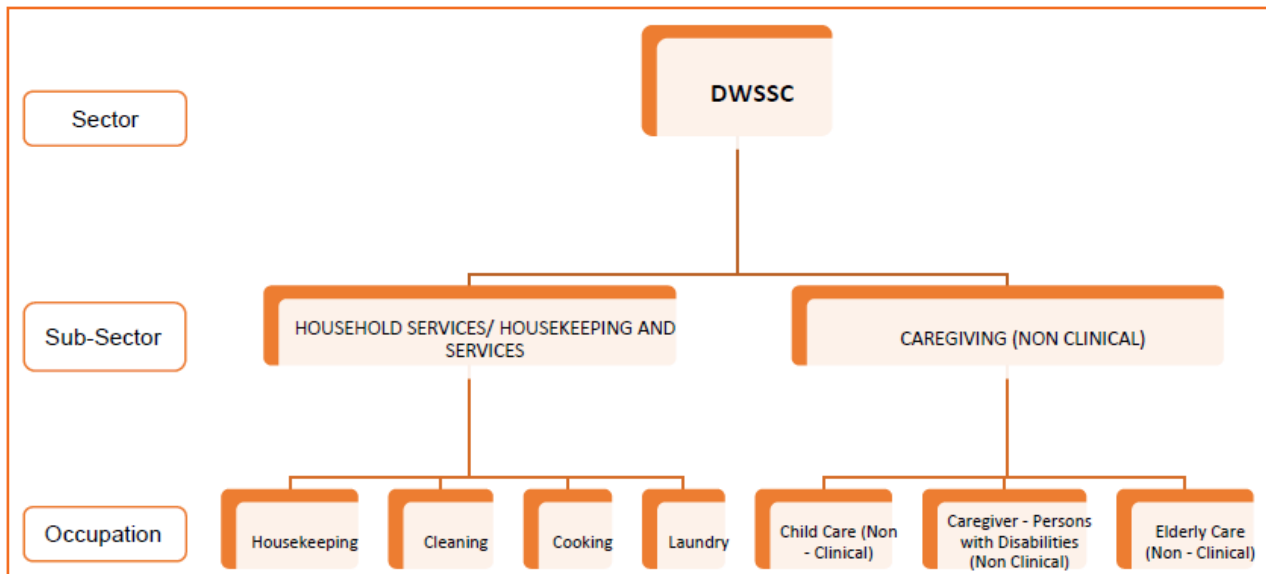 DWSSC
Sector
Sub-Sector
HOUSEHOLD SERVICES/ HOUSEKEEPING AND
SERVICES
CAREGIVING (NON CLINICAL)
Occupation
Housekeeping
Cleaning
Cooking
Laundry
Child Care (Non
- Clinical)
Caregiver - Persons
with Disabilities
(Non Clinical)
Elderly Care
(Non - Clinical)